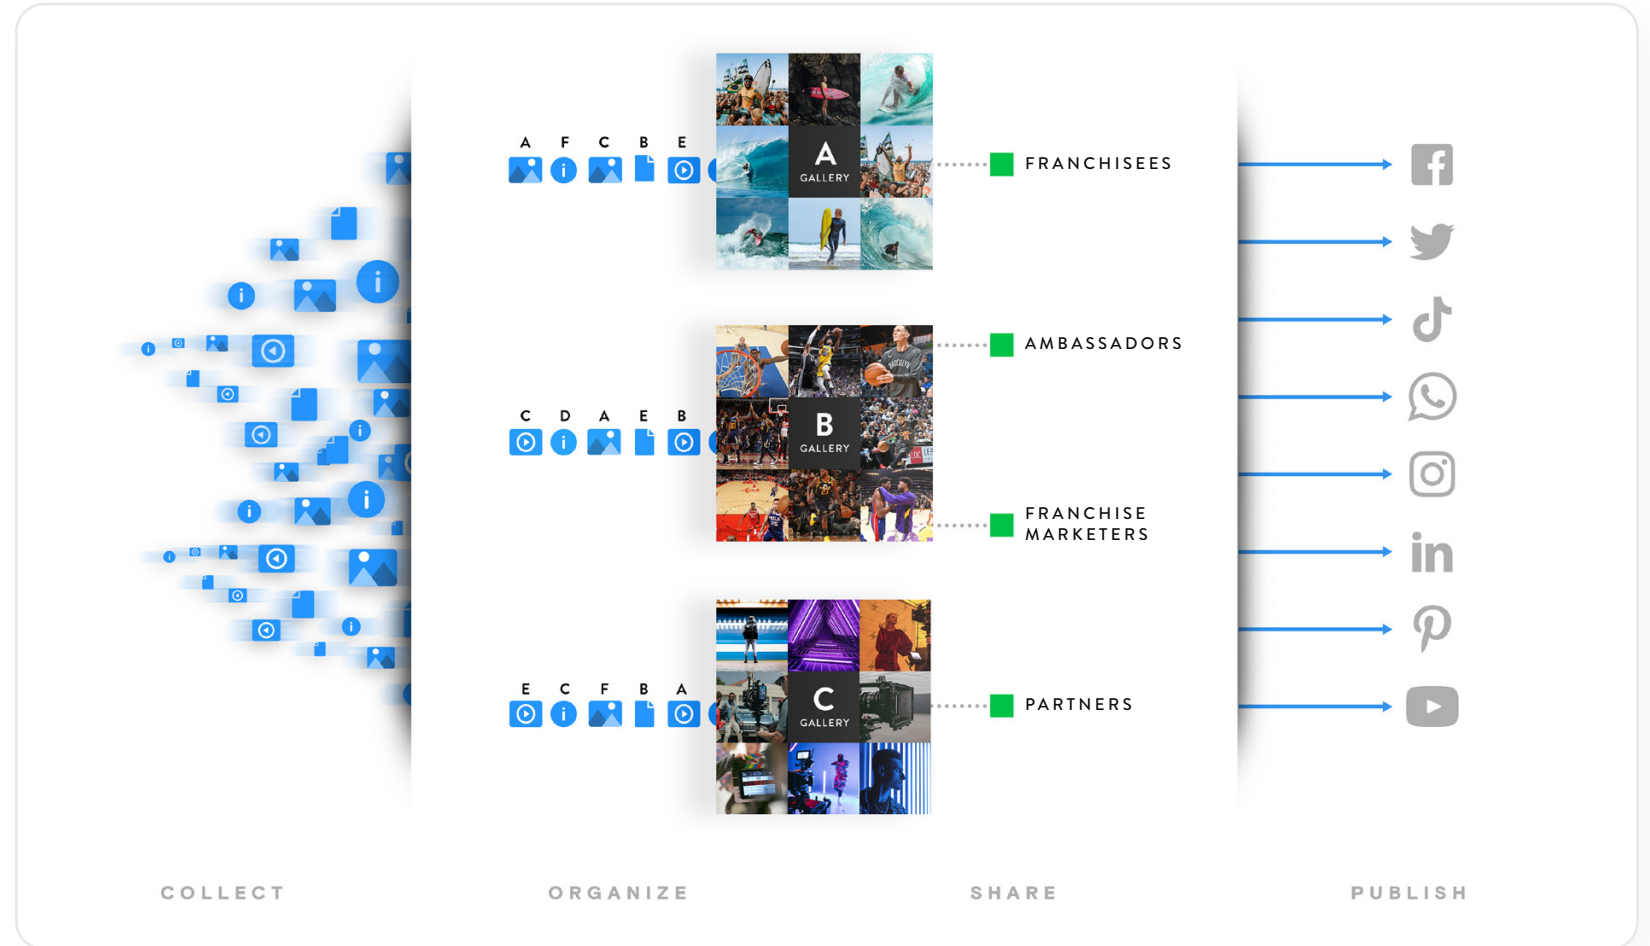 A F C B E
A
GALLERY
FRANCHISEES
AMBASSADORS
C D A E B
B
GALLERY
FRANCHISE
MARKETERS
E C F B A
C
GALLERY
PARTNERS
COLLECT
ORGANIZE
SHARE
PUBLISH